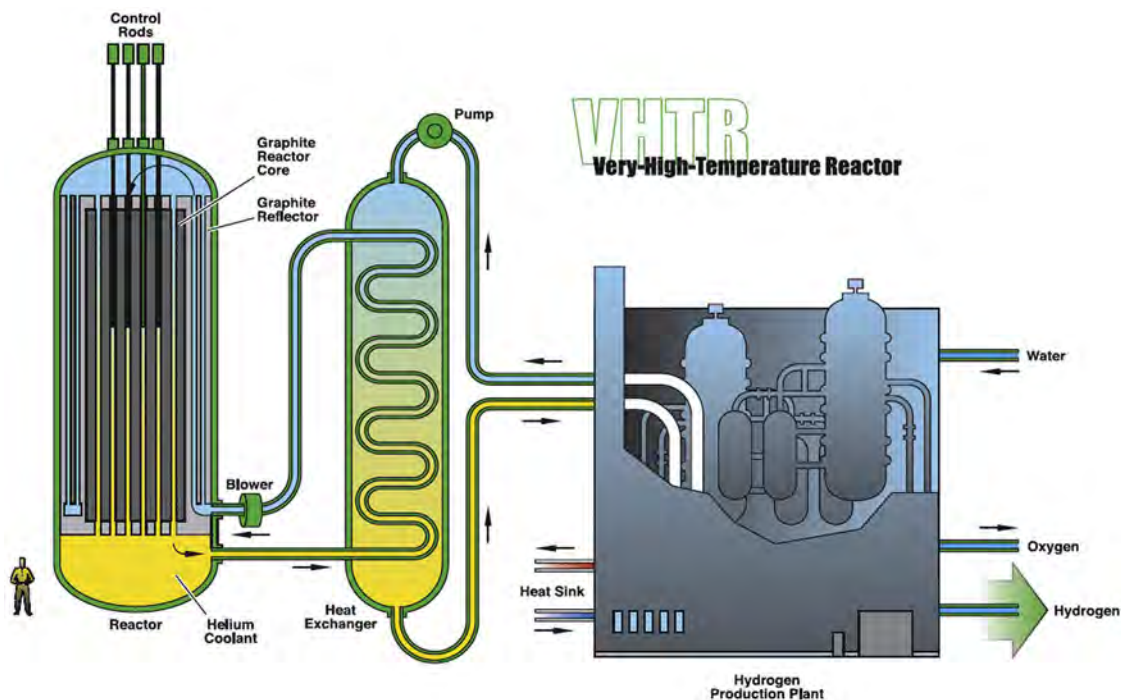 Control
Rods
VHTR
Very-High-Temperature Reactor
Pump
Graphite
Reactor
Core
Graphite
Reflector
Blower
Water
Oxygen
Heat Sink
Hydrogen
Reactor
Helium
Coolant
Heat
Exchanger
Hydrogen
Production Plant